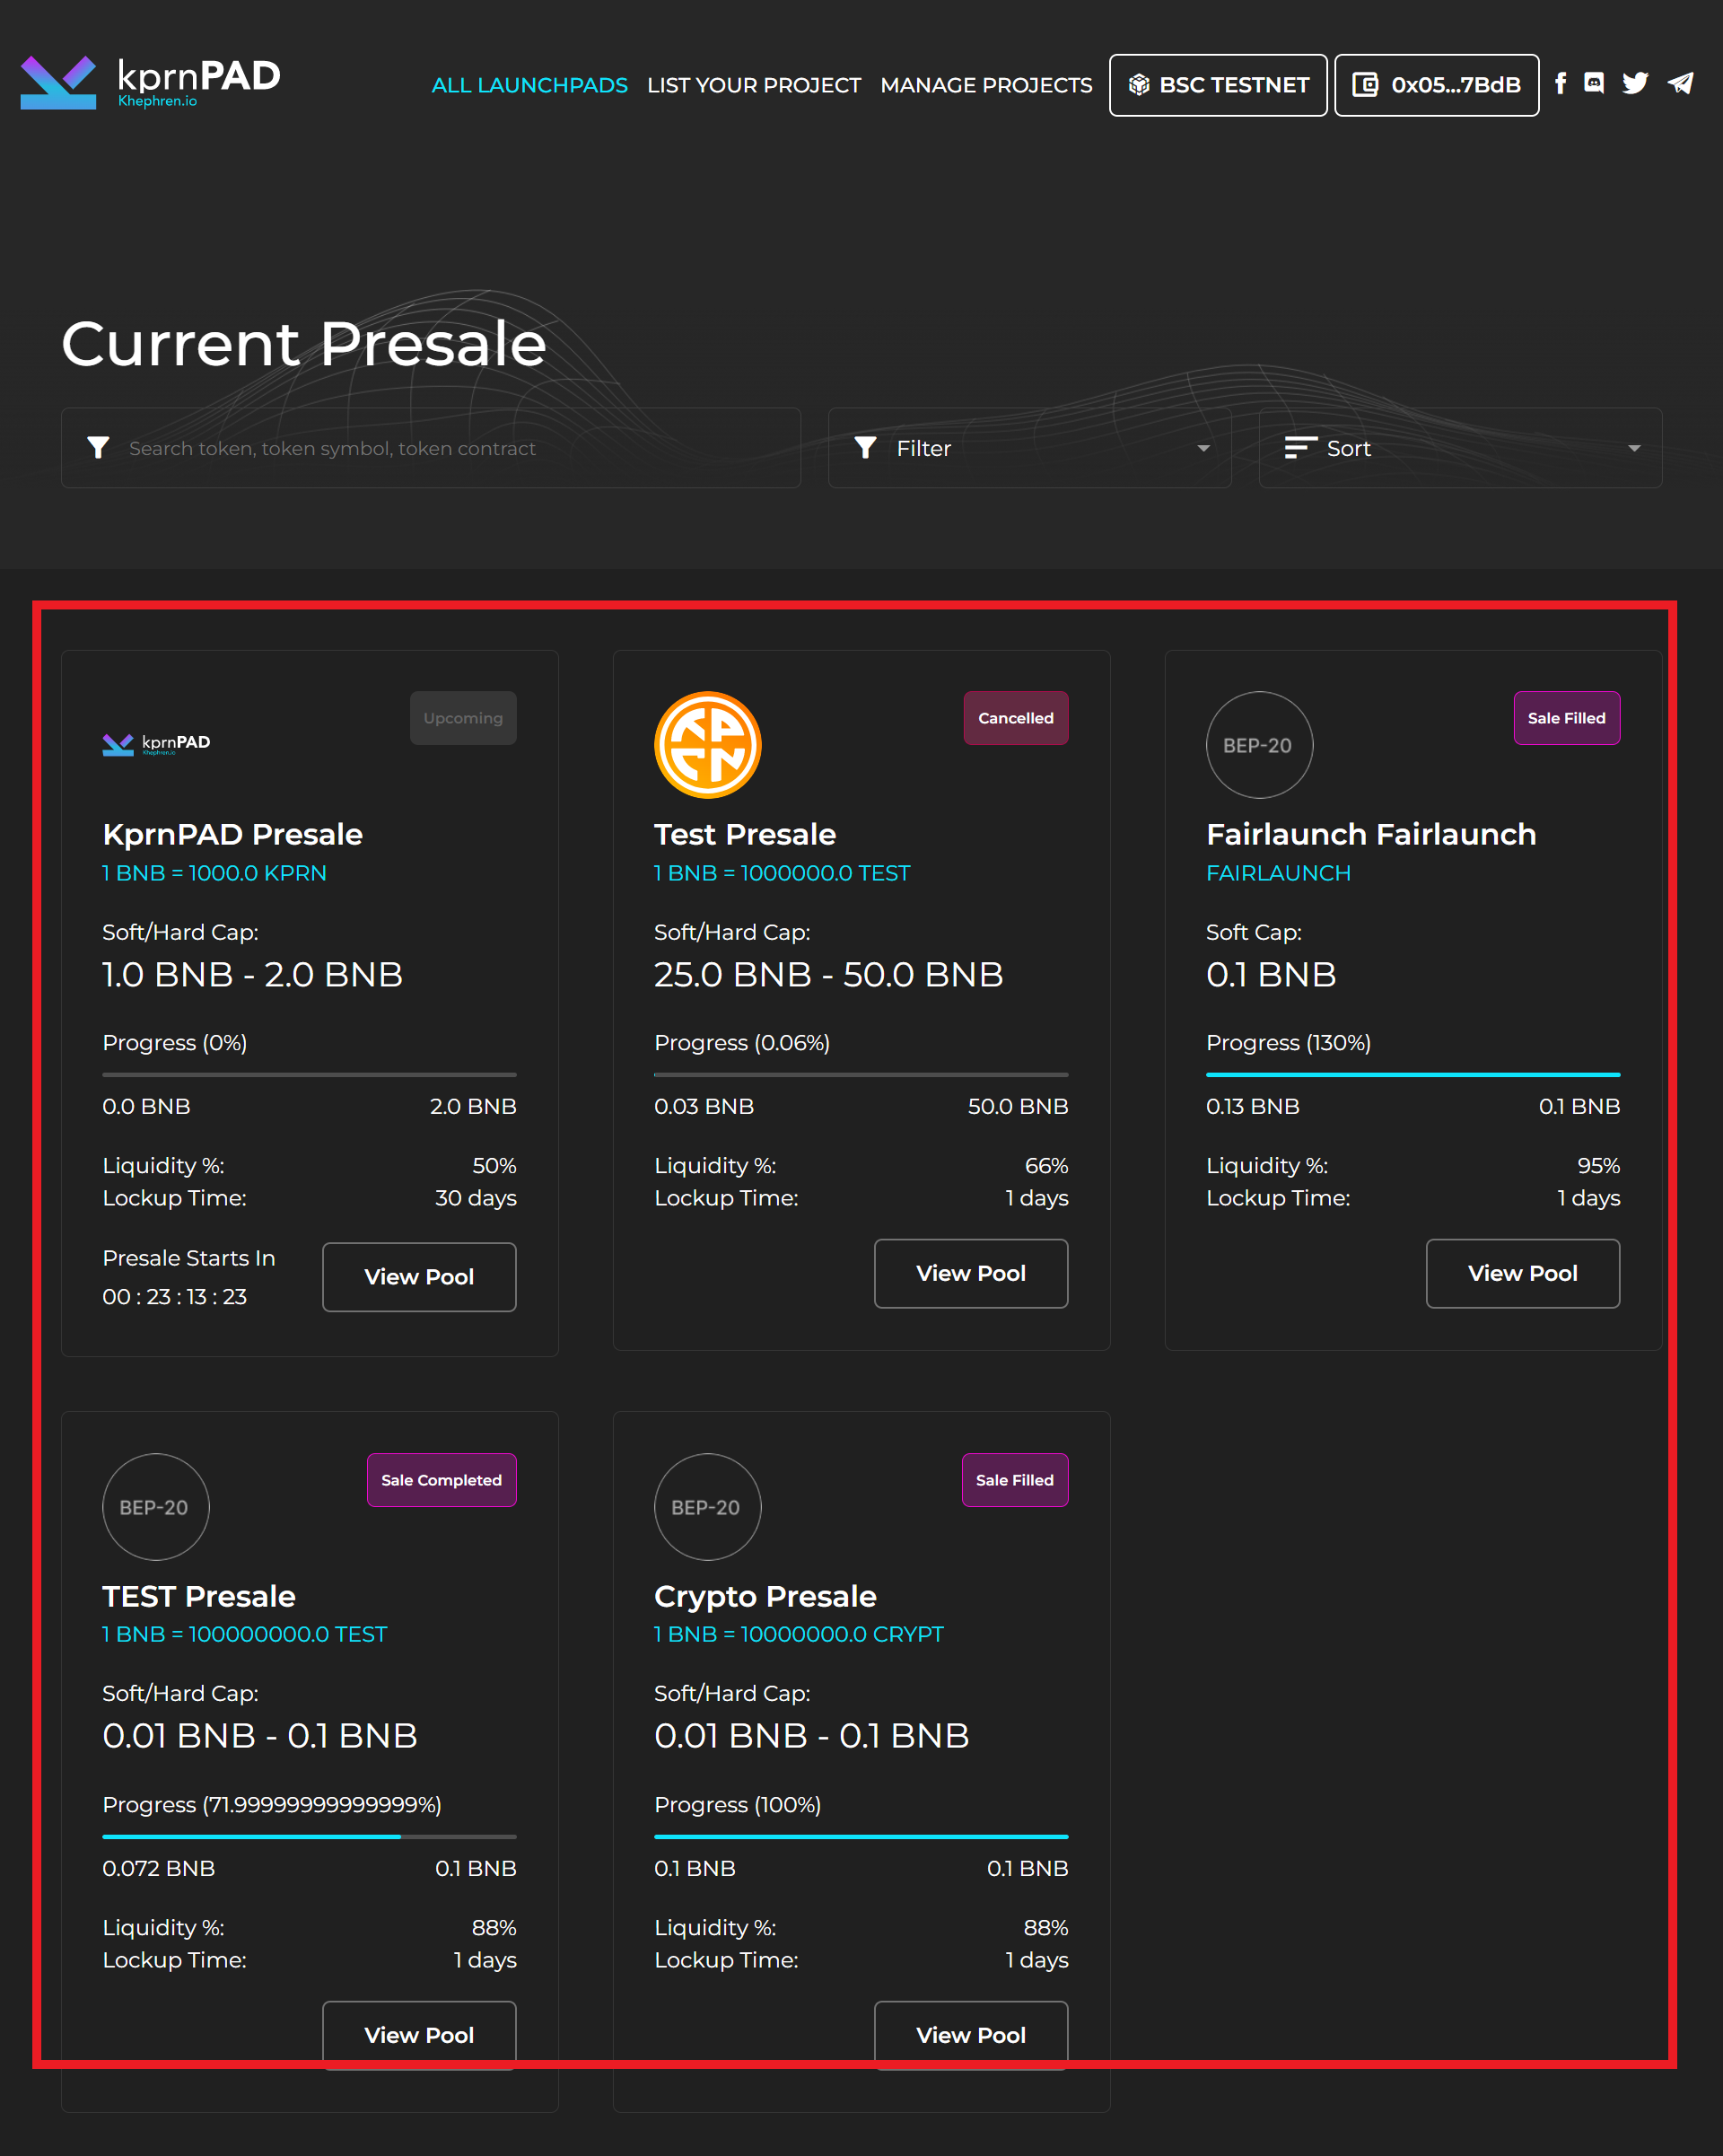 kprnPAD
Khephren.io
ALL LAUNCHPADS LIST YOUR PROJECT MANAGE PROJECTS BSC TESTNET 0x05...7BdB
Current Presale
Search token, token symbol, token contract
Filter
Sort
Upcoming
kprnPAD
Khephren.io
KprnPAD Presale
1 BNB = 1000.0 KPRN
Soft/Hard Cap:
1.0 BNB - 2.0 BNB
Progress (0%)
0.0 BNB 2.0 BNB
Liquidity %: 50%
Lockup Time: 30 days
Presale Starts In
00 : 23 : 13 : 23
View Pool
KPRN
Cancelled
Test Presale
1 BNB = 1000000.0 TEST
Soft/Hard Cap:
25.0 BNB - 50.0 BNB
Progress (0.06%)
0.03 BNB 50.0 BNB
Liquidity %: 66%
Lockup Time: 1 days
View Pool
BEP-20
Sale Filled
Fairlaunch Fairlaunch
FAIRLAUNCH
Soft Cap:
0.1 BNB
Progress (130%)
0.13 BNB 0.1 BNB
Liquidity %: 95%
Lockup Time: 1 days
View Pool
BEP-20
Sale Completed
TEST Presale
1 BNB = 100000000.0 TEST
Soft/Hard Cap:
0.01 BNB - 0.1 BNB
Progress (71.99999999999999%)
0.072 BNB 0.1 BNB
Liquidity %: 88%
Lockup Time: 1 days
View Pool
BEP-20
Sale Filled
Crypto Presale
1 BNB = 10000000.0 CRYPT
Soft/Hard Cap:
0.01 BNB - 0.1 BNB
Progress (100%)
0.1 BNB 0.1 BNB
Liquidity %: 88%
Lockup Time: 1 days
View Pool